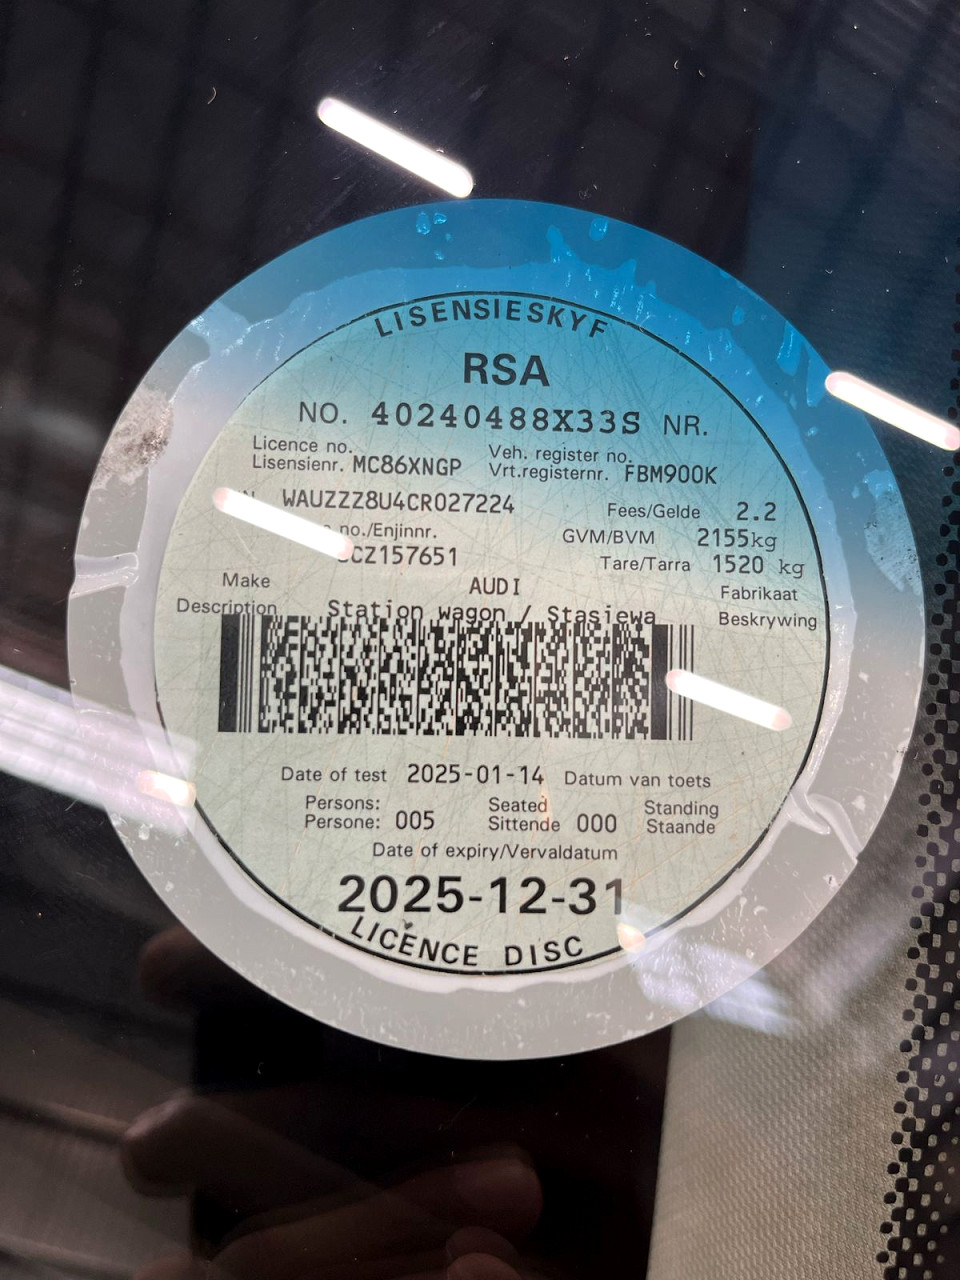 LISENSIESKYF
RSA
NO. 40240488X33S NR.
Licence no. Veh. register no.
Lisensienr. MC86XNGP Vrt.registernr. FBM900K
WAUZZZ8U4CR027224 Fees/Gelde 2.2
no./Enjinnr. GVM/BVM 2155kg
CZ157651 Tare/Tarra 1520 kg
Make AUDI Fabrikaat
Description Station wagon / Stasiewa Beskrywing
Date of test 2025-01-14 Datum van toets
Persons: Seated Standing
Persone: 005 Sittende 000 Staande
Date of expiry/Vervaldatum
2025-12-31
LICENCE DISC